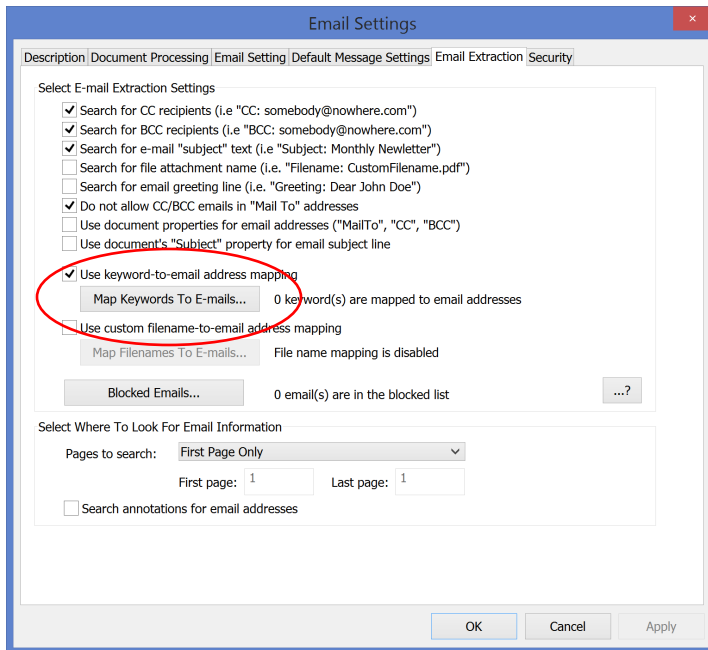 Email Settings
×
Description Document Processing Email Setting Default Message Settings Email Extraction Security
Select E-mail Extraction Settings
Search for CC recipients (i.e "CC: somebody@nowhere.com")
Search for BCC recipients (i.e "BCC: somebody@nowhere.com")
Search for e-mail "subject" text (i.e "Subject: Monthly Newletter")
Search for file attachment name (i.e. "Filename: CustomFilename.pdf")
Search for email greeting line (i.e. "Greeting: Dear John Doe")
Do not allow CC/BCC emails in "Mail To" addresses
Use document properties for email addresses ("MailTo", "CC", "BCC")
Use document's "Subject" property for email subject line
Use keyword-to-email address mapping
Map Keywords To E-mails... 0 keyword(s) are mapped to email addresses
Use custom filename-to-email address mapping
Map Filenames To E-mails... File name mapping is disabled
Blocked Emails... 0 email(s) are in the blocked list ...?
Select Where To Look For Email Information
Pages to search: First Page Only
First page: 1 Last page: 1
Search annotations for email addresses
OK Cancel Apply